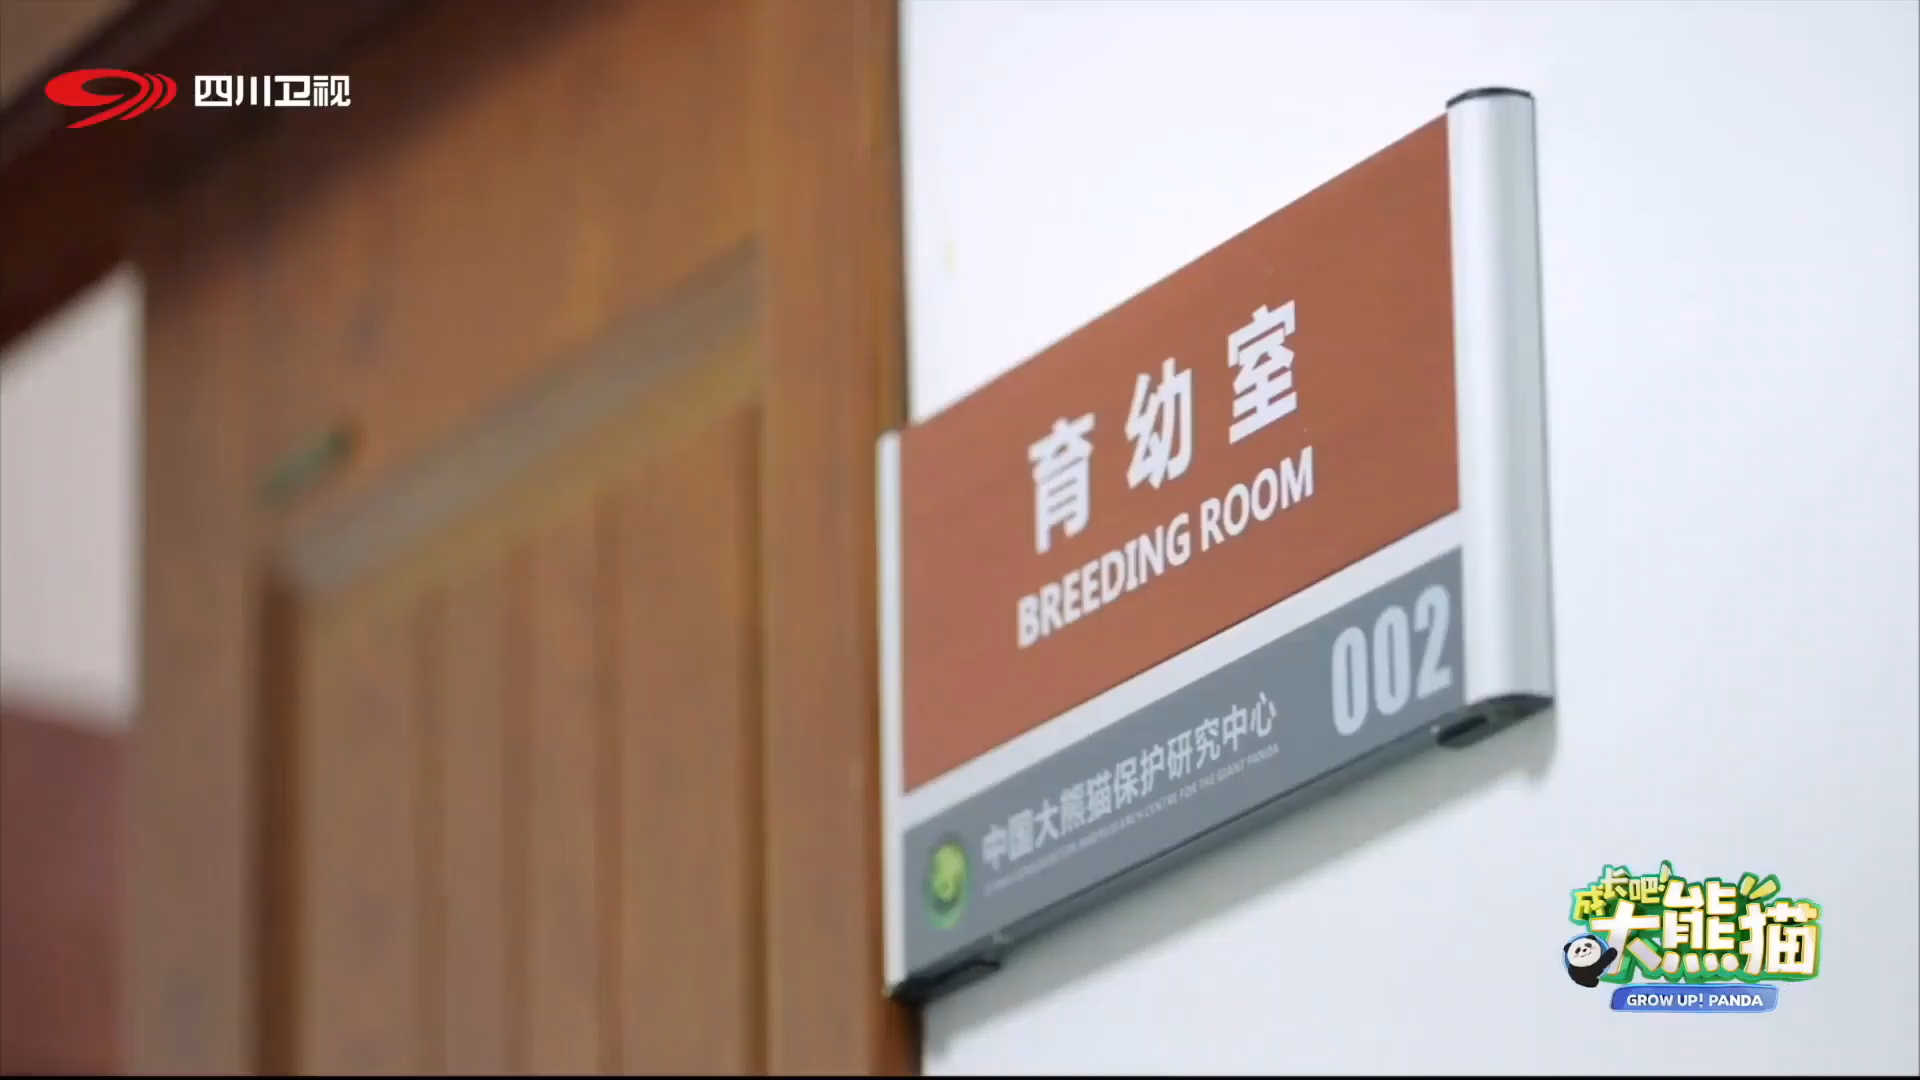 四川卫视
育幼室
BREEDING ROOM
002
中国大熊猫保护研究中心
成长吧!
大熊猫
GROW UP! PANDA